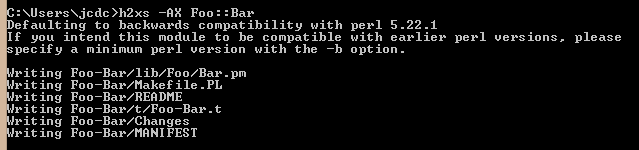 C:\Users\jcdc>h2xs -AX Foo::Bar
Defaulting to backwards compatibility with perl 5.22.1
If you intend this module to be compatible with earlier perl versions, please
specify a minimum perl version with the -b option.
Writing Foo-Bar/lib/Foo/Bar.pm
Writing Foo-Bar/Makefile.PL
Writing Foo-Bar/README
Writing Foo-Bar/t/Foo-Bar.t
Writing Foo-Bar/Changes
Writing Foo-Bar/MANIFEST